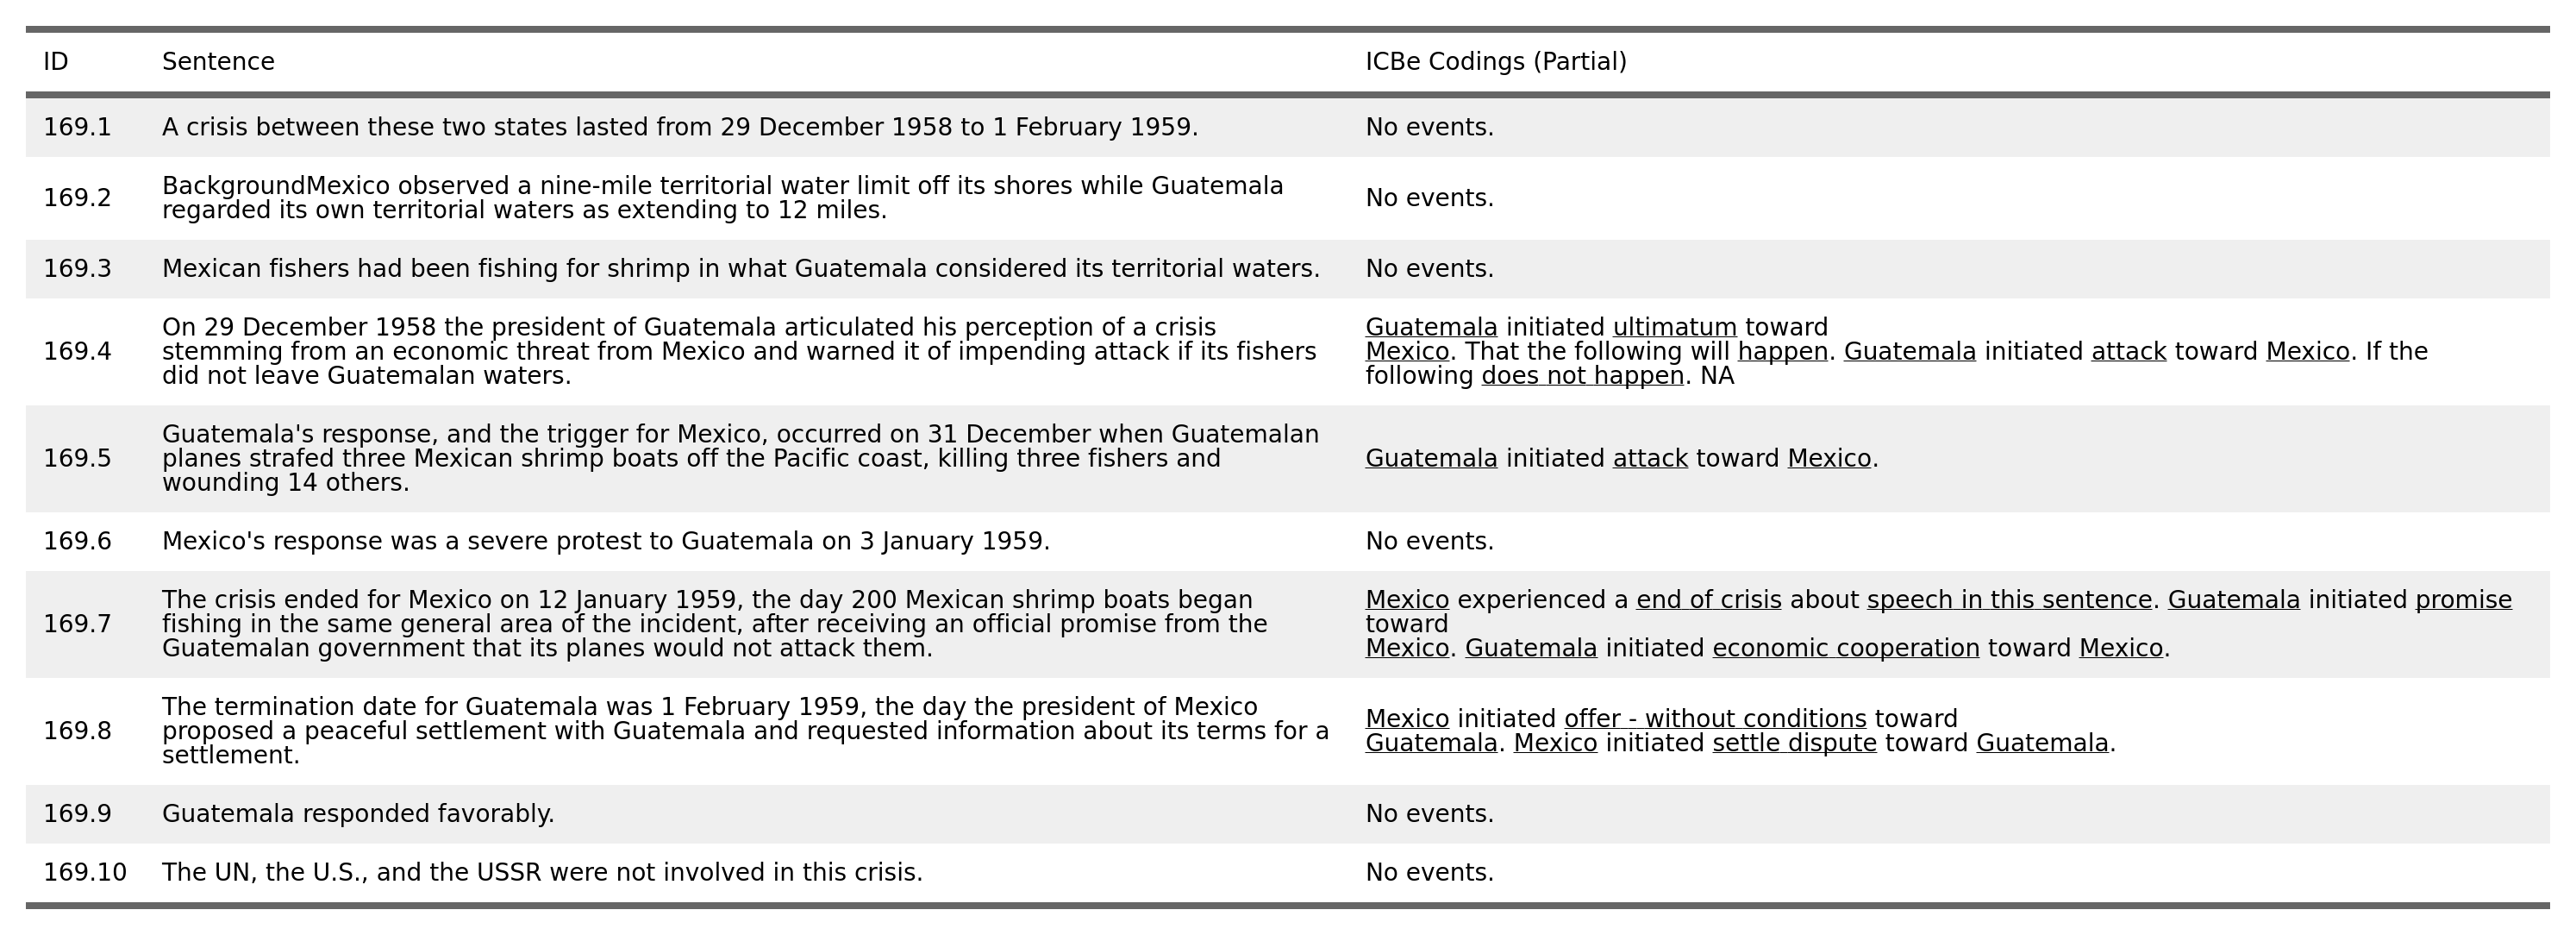 ID Sentence ICBe Codings (Partial)
169.1 A crisis between these two states lasted from 29 December 1958 to 1 February 1959. No events.
169.2 BackgroundMexico observed a nine-mile territorial water limit off its shores while Guatemala
regarded its own territorial waters as extending to 12 miles. No events.
169.3 Mexican fishers had been fishing for shrimp in what Guatemala considered its territorial waters. No events.
169.4 On 29 December 1958 the president of Guatemala articulated his perception of a crisis
stemming from an economic threat from Mexico and warned it of impending attack if its fishers
did not leave Guatemalan waters.
Guatemala initiated ultimatum toward
Mexico. That the following will happen. Guatemala initiated attack toward Mexico. If the
following does not happen. NA
169.5 Guatemala's response, and the trigger for Mexico, occurred on 31 December when Guatemalan
planes strafed three Mexican shrimp boats off the Pacific coast, killing three fishers and
wounding 14 others.
Guatemala initiated attack toward Mexico.
169.6 Mexico's response was a severe protest to Guatemala on 3 January 1959. No events.
169.7 The crisis ended for Mexico on 12 January 1959, the day 200 Mexican shrimp boats began
fishing in the same general area of the incident, after receiving an official promise from the
Guatemalan government that its planes would not attack them.
Mexico experienced a end of crisis about speech in this sentence. Guatemala initiated promise
toward
Mexico. Guatemala initiated economic cooperation toward Mexico.
169.8 The termination date for Guatemala was 1 February 1959, the day the president of Mexico
proposed a peaceful settlement with Guatemala and requested information about its terms for a
settlement.
Mexico initiated offer - without conditions toward
Guatemala. Mexico initiated settle dispute toward Guatemala.
169.9 Guatemala responded favorably. No events.
169.10 The UN, the U.S., and the USSR were not involved in this crisis. No events.